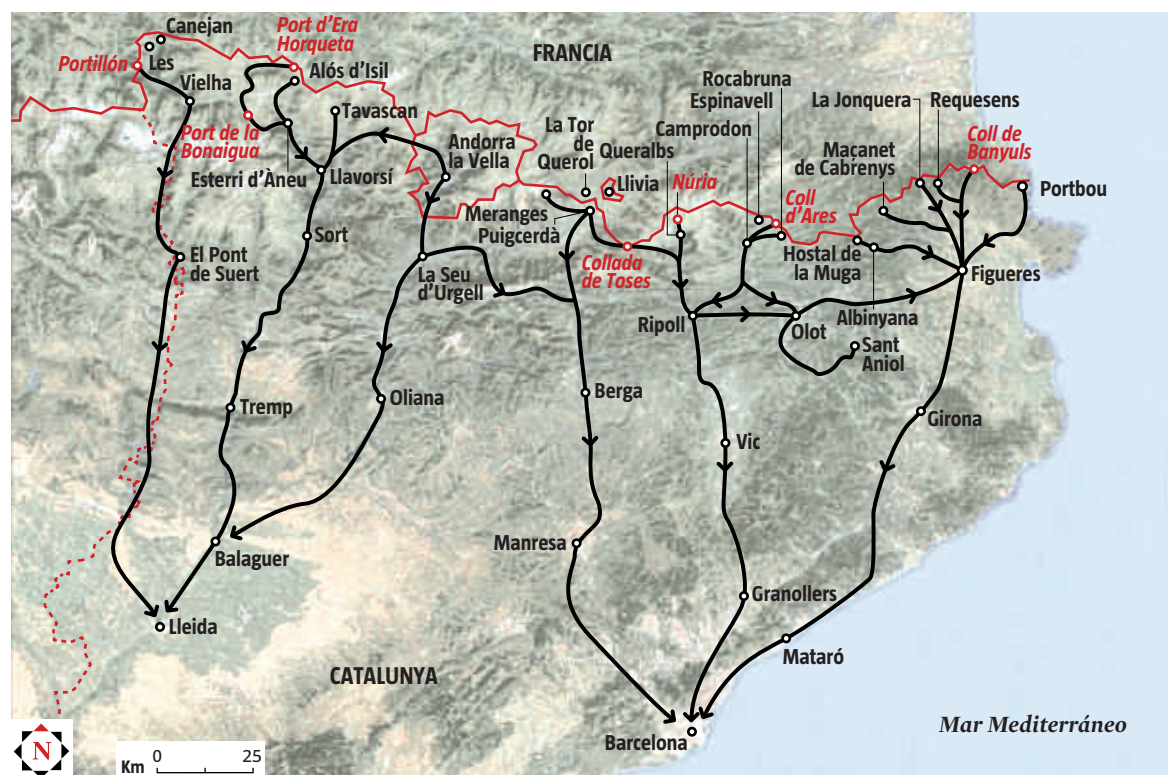 Canejan
Les
Portillón
Vielha
Port d'Era
Horqueta
Alós d'Isil
FRANCIA
Port de la
Bonaigua
Esterri d'Àneu
Tavascan
Llavorsí
Andorra
la Vella
La Tor
de
Querol
Queralbs
Llivia
Meranges
Puigcerdà
Núria
Collada
de Toses
Rocabruna
Espinavell
Camprodon
Coll
d'Ares
La Jonquera
Requesens
Maçanet
de Cabrenys
Coll de
Banyuls
Portbou
Hostal de
la Muga
Albinyana
Figueres
El Pont
de Suert
Sort
La Seu
d'Urgell
Ripoll
Olot
Sant
Aniol
Tremp
Oliana
Berga
Vic
Girona
Balaguer
Manresa
Granollers
Lleida
Mataró
CATALUNYA
Barcelona
Mar Mediterráneo
N
Km
0
25